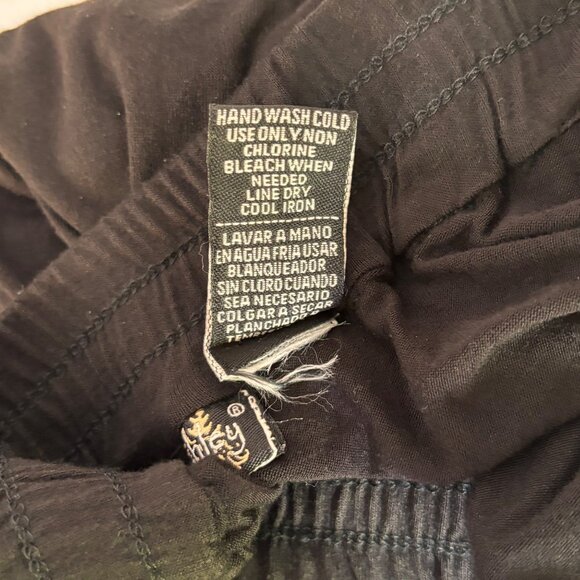 HAND WASH COLD
USE ONLY NON
CHLORINE
BLEACH WHEN
NEEDED
LINE DRY
COOL IRON
LAVAR A MANO
EN AGUA FRIA USAR
BLANQUEADOR
SIN CLORO CUANDO
SEA NECESARIO
COLGAR A SECAR
PLANCHADO
®